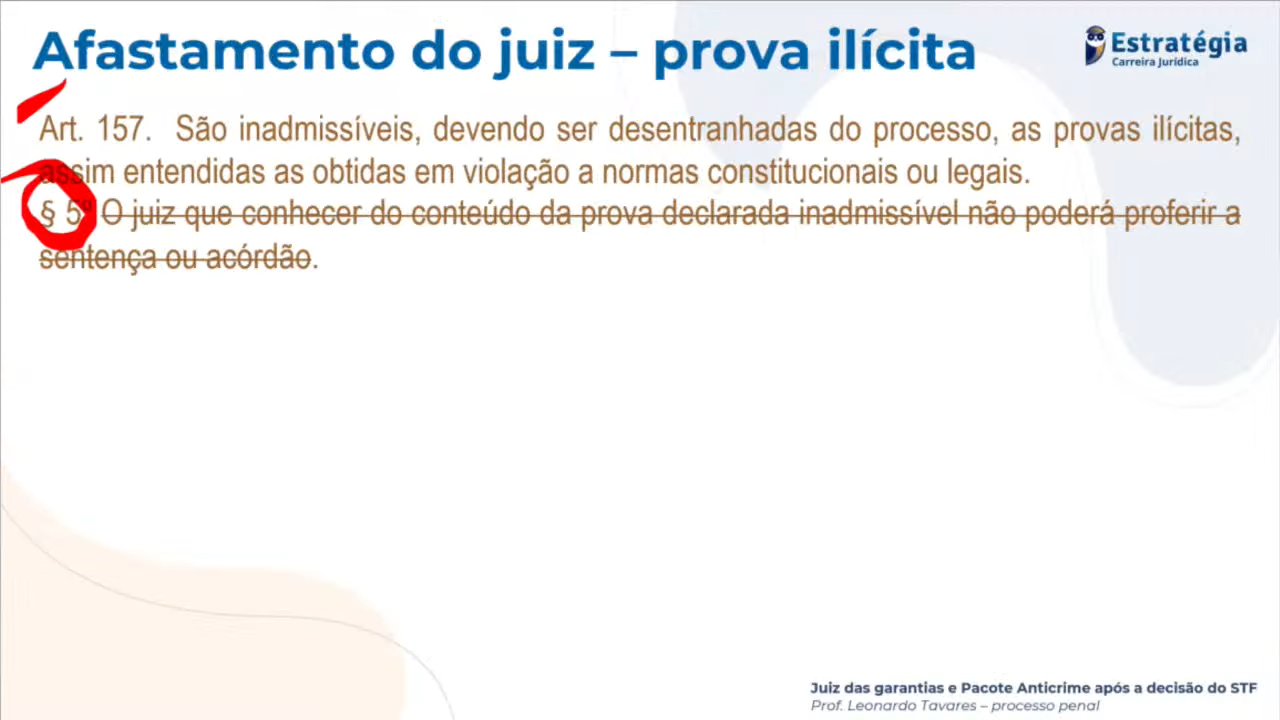 Afastamento do juiz – prova ilícita
Estratégia
Carreira Jurídica
Art. 157. São inadmissíveis, devendo ser desentranhadas do processo, as provas ilícitas,
assim entendidas as obtidas em violação a normas constitucionais ou legais.
§ 5º O juiz que conhecer do conteúdo da prova declarada inadmissível não poderá proferir a
sentença ou acórdão.
Juiz das garantias e Pacote Anticrime após a decisão do STF
Prof. Leonardo Tavares – processo penal